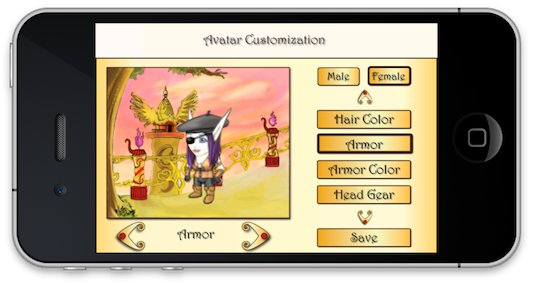 Avatar Customization
Male
Female
Hair Color
Armor
Armor Color
Head Gear
Armor
Save